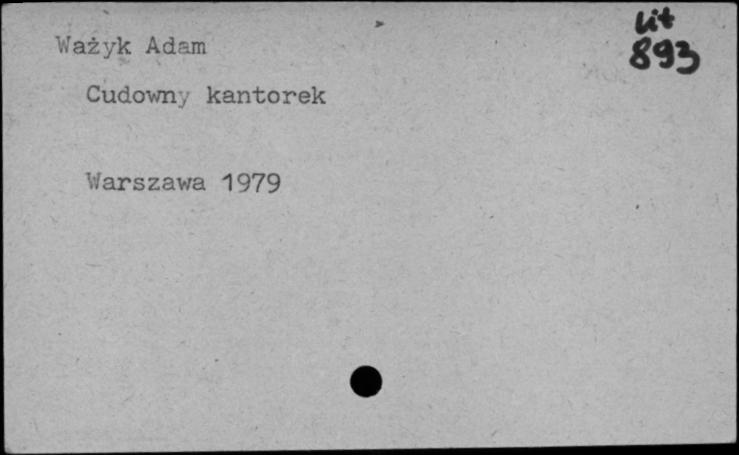 Ważyk Adam
lit
893
Cudowny kantorek
Warszawa 1979